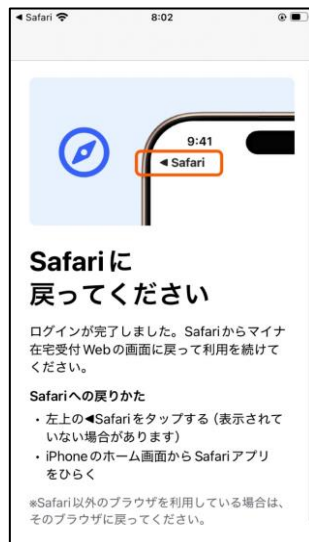 ◀ Safari
8:02
9:41
◀ Safari
Safariに
戻ってください
ログインが完了しました。Safariからマイナ
在宅受付Webの画面に戻って利用を続けて
ください。
Safariへの戻りかた
・左上の◀Safariをタップする（表示されて
いない場合があります）
・iPhoneのホーム画面からSafariアプリ
をひらく
※Safari以外のブラウザを利用している場合は、
そのブラウザに戻ってください。